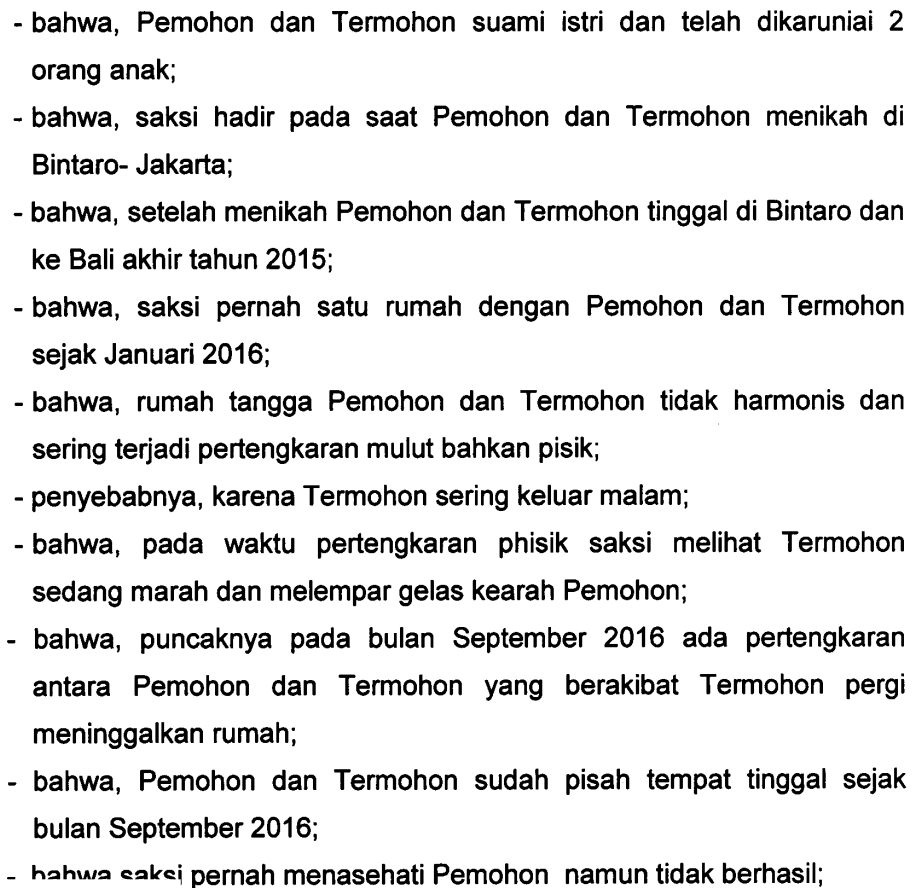 - bahwa, Pemohon dan Termohon suami istri dan telah dikaruniai 2
orang anak;
- bahwa, saksi hadir pada saat Pemohon dan Termohon menikah di
Bintaro- Jakarta;
- bahwa, setelah menikah Pemohon dan Termohon tinggal di Bintaro dan
ke Bali akhir tahun 2015;
- bahwa, saksi pernah satu rumah dengan Pemohon dan Termohon
sejak Januari 2016;
- bahwa, rumah tangga Pemohon dan Termohon tidak harmonis dan
sering terjadi pertengkaran mulut bahkan pisik;
- penyebabnya, karena Termohon sering keluar malam;
- bahwa, pada waktu pertengkaran phisik saksi melihat Termohon
sedang marah dan melempar gelas kearah Pemohon;
- bahwa, puncaknya pada bulan September 2016 ada pertengkaran
antara Pemohon dan Termohon yang berakibat Termohon pergi
meninggalkan rumah;
- bahwa, Pemohon dan Termohon sudah pisah tempat tinggal sejak
bulan September 2016;
- bahwa saksi pernah menasehati Pemohon namun tidak berhasil;